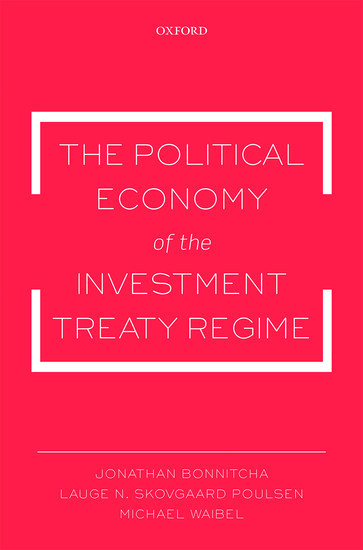 OXFORD
THE POLITICAL
ECONOMY
of the
INVESTMENT
TREATY REGIME
JONATHAN BONNITCHA
LAUGE N. SKOVGAARD POULSEN
MICHAEL WAIBEL